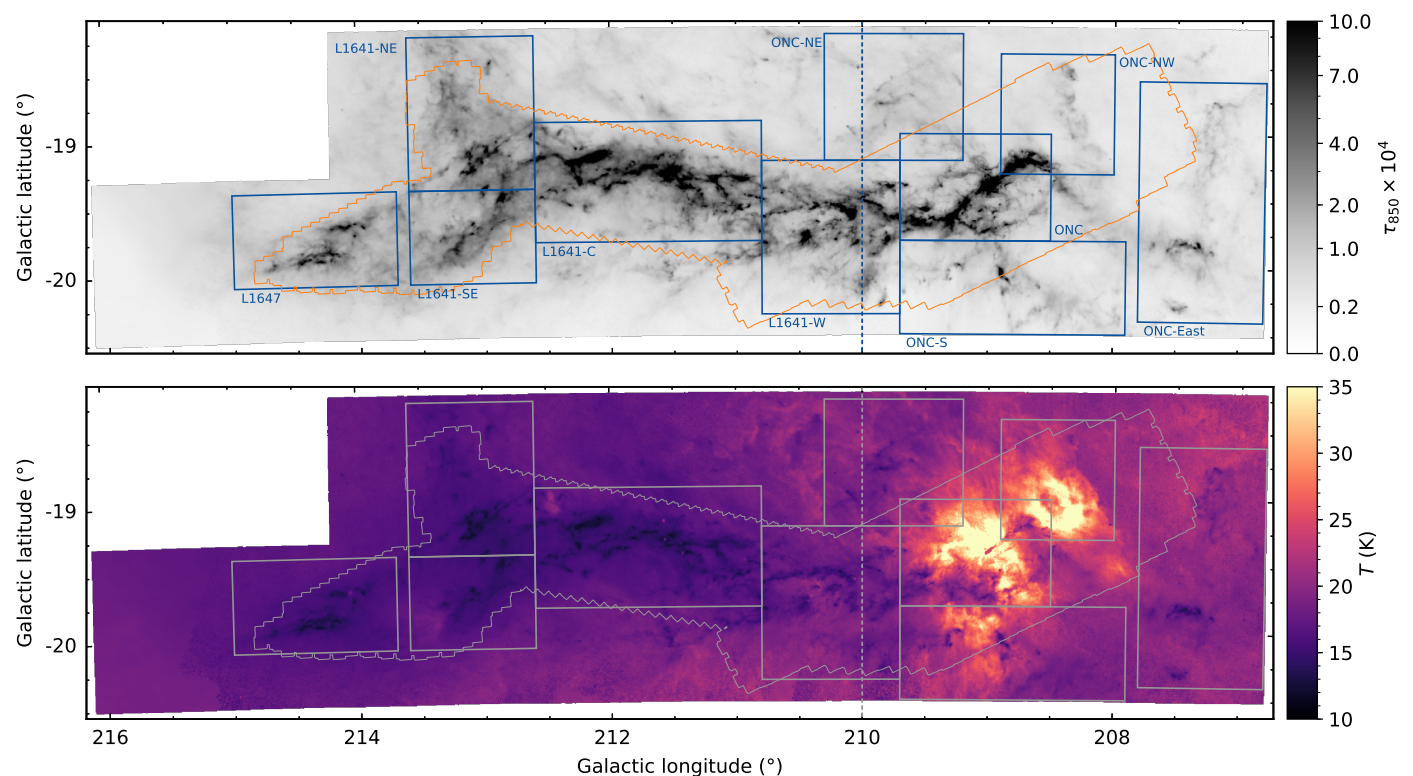 L1641-NE
ONC-NE
ONC-NW
L1641-C
ONC
L1647
L1641-SE
L1641-W
ONC-S
ONC-East
Galactic latitude (°)
-19
-20
10.0
7.0
4.0
2.0
1.0
0.2
0.0
τ850 × 10⁴
Galactic latitude (°)
-19
-20
35
30
25
20
15
10
T (K)
216
214
212
210
208
Galactic longitude (°)